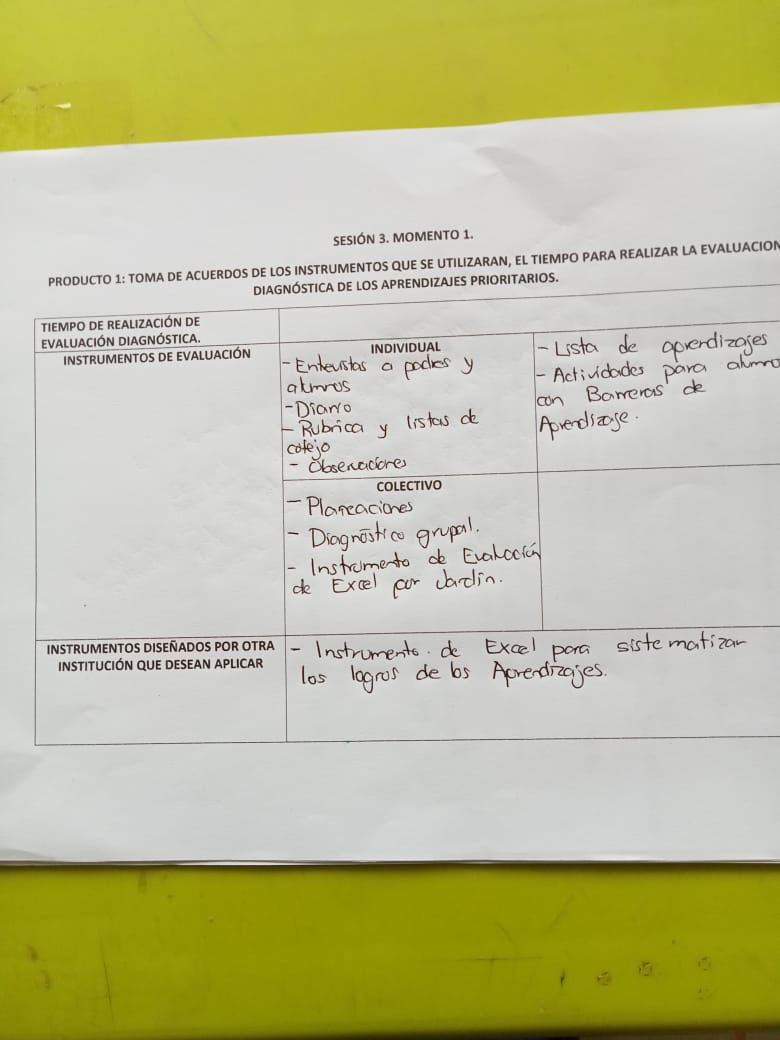 SESIÓN 3. MOMENTO 1.
PRODUCTO 1: TOMA DE ACUERDOS DE LOS INSTRUMENTOS QUE SE UTILIZARAN, EL TIEMPO PARA REALIZAR LA EVALUACION
DIAGNÓSTICA DE LOS APRENDIZAJES PRIORITARIOS.
TIEMPO DE REALIZACIÓN DE
EVALUACIÓN DIAGNÓSTICA.
INSTRUMENTOS DE EVALUACIÓN
INDIVIDUAL
- Entevistas a padres y
alumnos
- Diario
- Rubrica y listas de
cotejo
- Observaciones
- Lista de aprendizajes
- Actividades para alumno
con Barreras de
Aprendizaje.
COLECTIVO
- Planeaciones
- Diagnóstico grupal.
- Instrumento de Evaluación
de Excel por Jardín.
INSTRUMENTOS DISEÑADOS POR OTRA
INSTITUCIÓN QUE DESEAN APLICAR
- Instrumento. de Excel para sistematizar
los logros de los Aprendizajes.